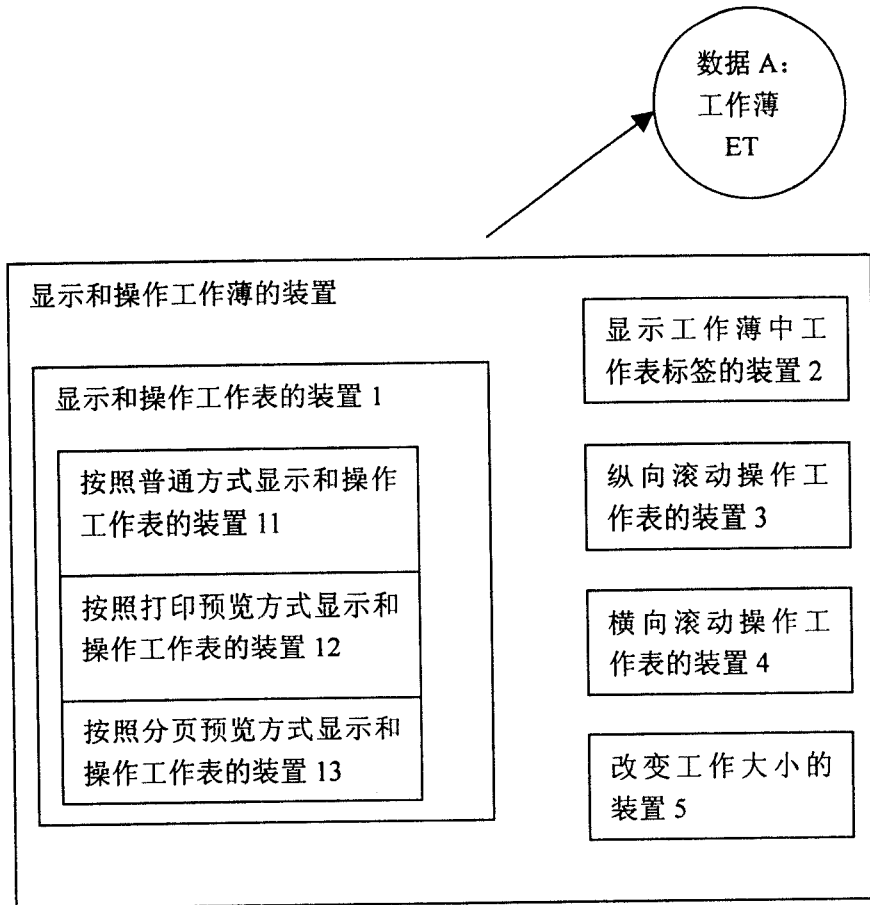 数据 A：
工作薄
ET
显示和操作工作薄的装置
显示和操作工作表的装置 1
按照普通方式显示和操作
工作表的装置 11
按照打印预览方式显示和
操作工作表的装置 12
按照分页预览方式显示和
操作工作表的装置 13
显示工作薄中工
作表标签的装置 2
纵向滚动操作工
作表的装置 3
横向滚动操作工
作表的装置 4
改变工作大小的
装置 5